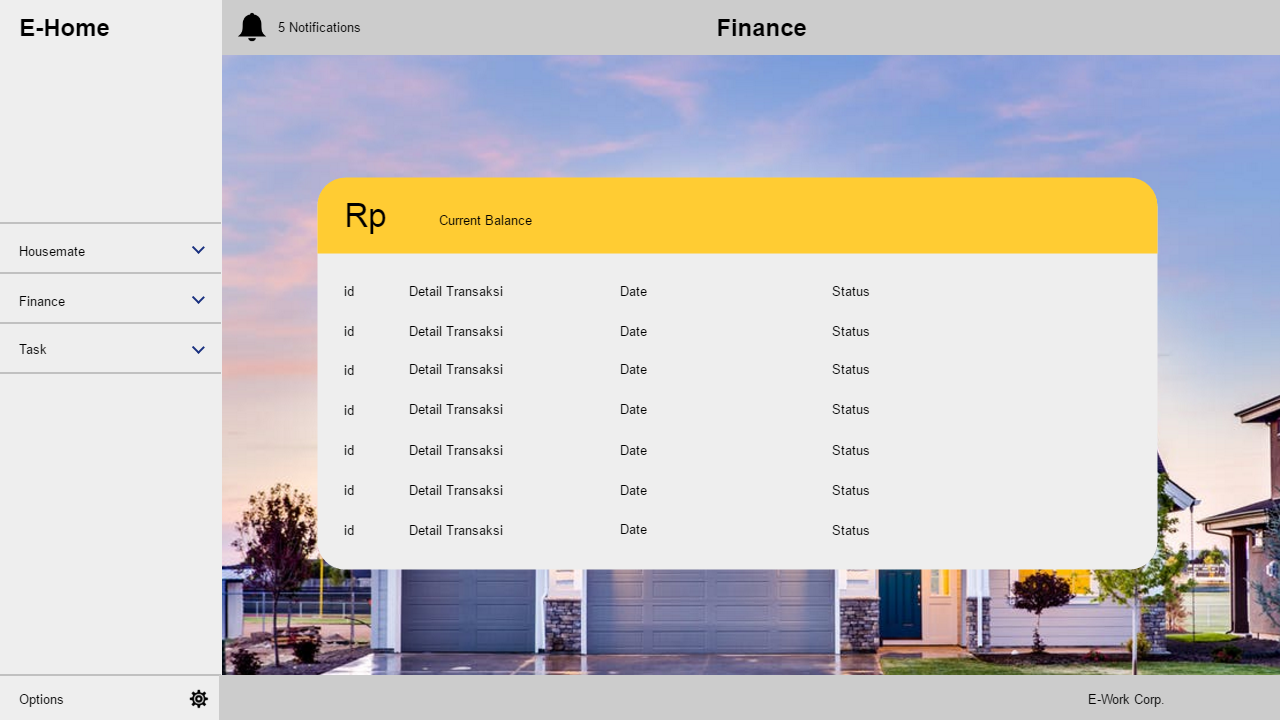 E-Home
5 Notifications
Finance
Housemate
Finance
Task
Rp Current Balance
id Detail Transaksi Date Status
id Detail Transaksi Date Status
id Detail Transaksi Date Status
id Detail Transaksi Date Status
id Detail Transaksi Date Status
id Detail Transaksi Date Status
id Detail Transaksi Date Status
Options
E-Work Corp.